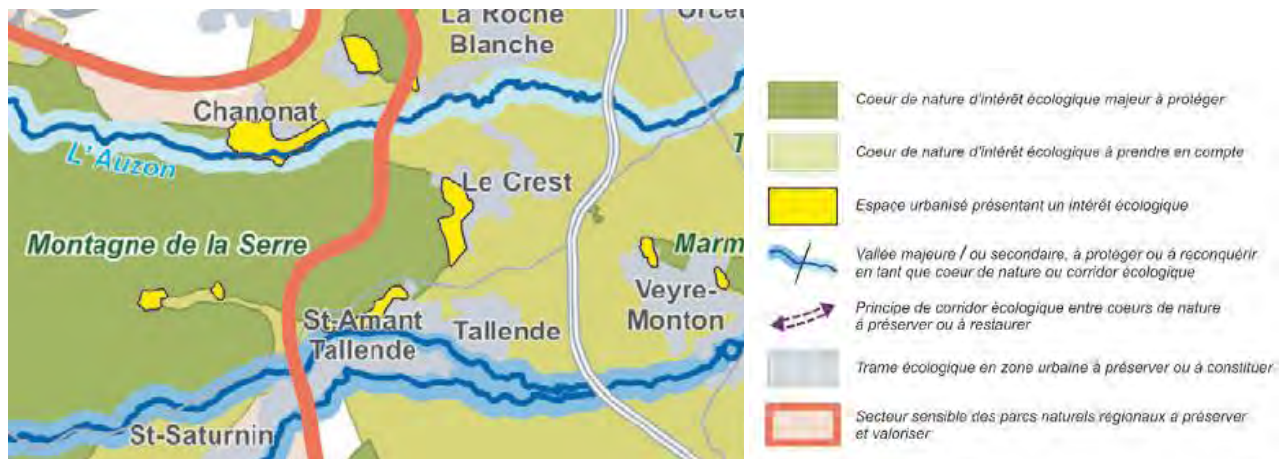 La Roche
Blanche
Chanonat
L'Auzon
Le Crest
Montagne de la Serre
Marm
Veyre-
Monton
St-Amant
Tallende
Tallende
St-Saturnin
Coeur de nature d'intérêt écologique majeur à protéger
Coeur de nature d'intérêt écologique à prendre en compte
Espace urbanisé présentant un intérêt écologique
Vallée majeure / ou secondaire, à protéger ou à reconquérir
en tant que coeur de nature ou corridor écologique
Principe de corridor écologique entre coeurs de nature
à préserver ou à restaurer
Trame écologique en zone urbaine à préserver ou à constituer
Secteur sensible des parcs naturels régionaux a préserver
et valoriser